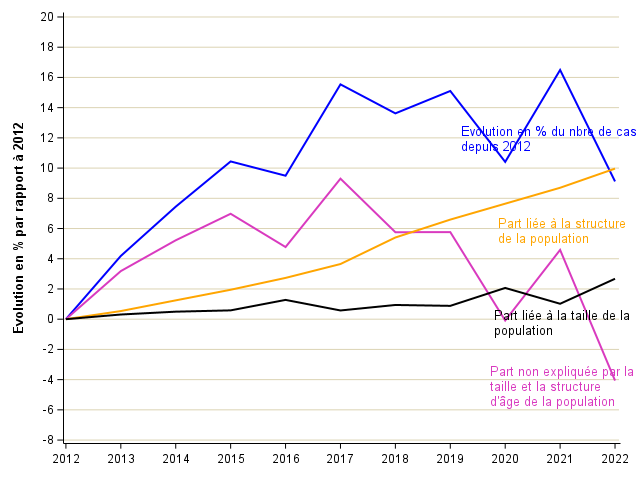 20
18
16
14
12
10
8
6
4
2
0
-2
-4
-6
-8
Evolution en % par rapport à 2012
Evolution en % du nbre de cas
depuis 2012
Part liée à la structure
de la population
Part liée à la taille de la
population
Part non expliquée par la
taille et la structure
d'âge de la population
2012 2013 2014 2015 2016 2017 2018 2019 2020 2021 2022